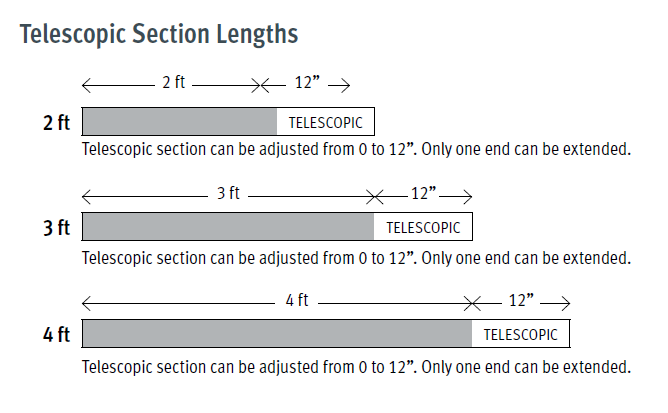 Telescopic Section Lengths
2 ft 12”
2 ft TELESCOPIC
Telescopic section can be adjusted from 0 to 12”. Only one end can be extended.
3 ft 12”
3 ft TELESCOPIC
Telescopic section can be adjusted from 0 to 12”. Only one end can be extended.
4 ft 12”
4 ft TELESCOPIC
Telescopic section can be adjusted from 0 to 12”. Only one end can be extended.